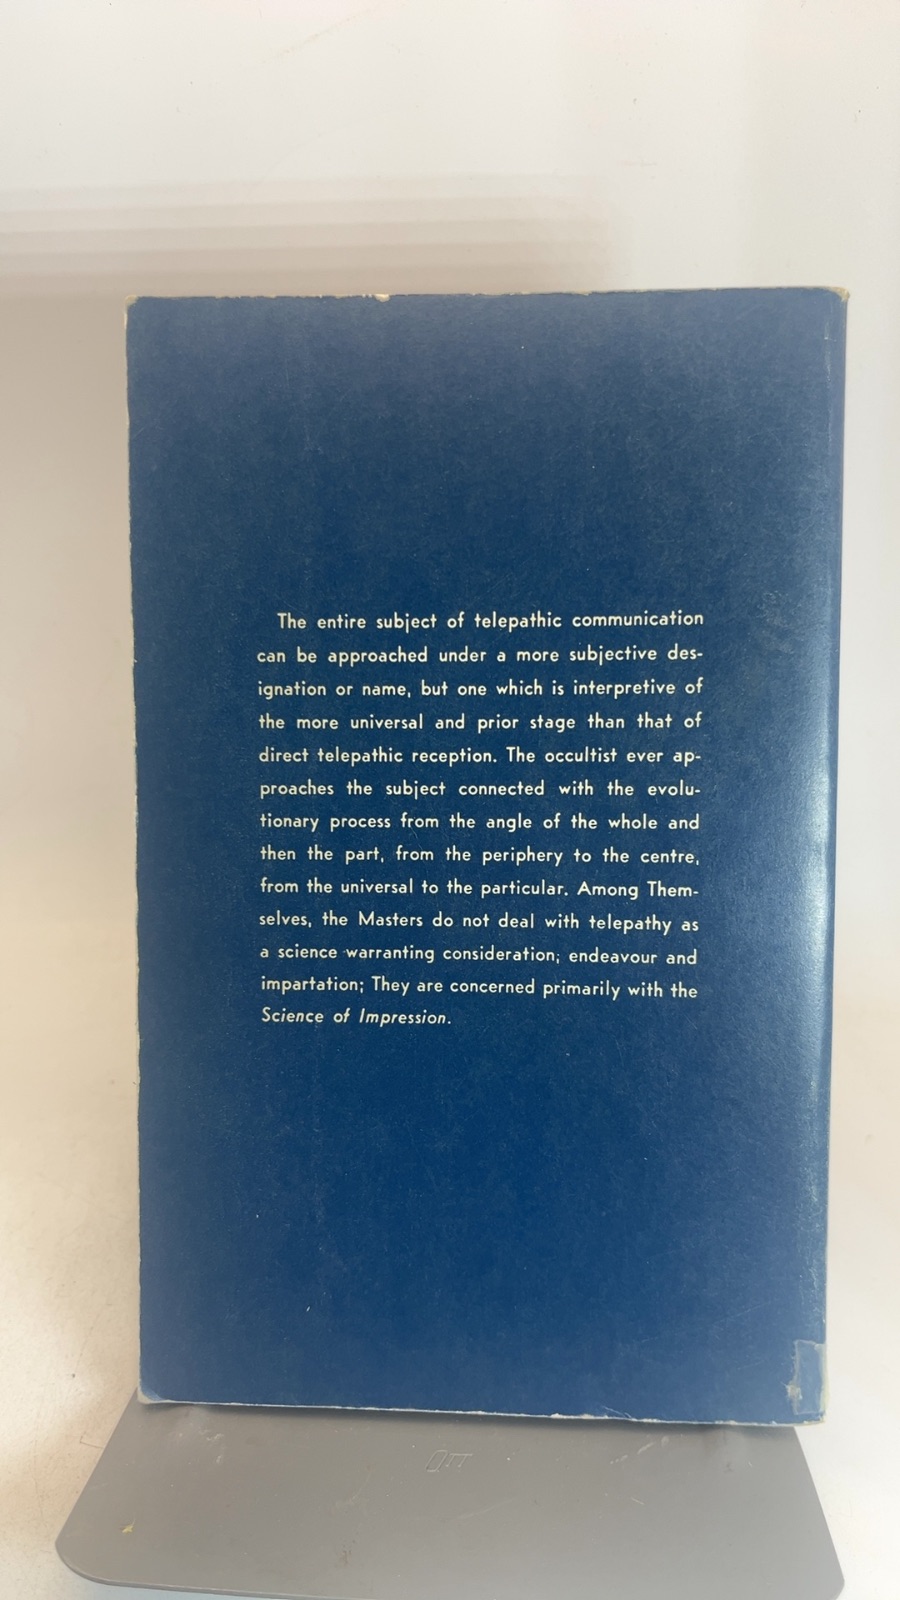 The entire subject of telepathic communication
can be approached under a more subjective des-
ignation or name, but one which is interpretive of
the more universal and prior stage than that of
direct telepathic reception. The occultist ever ap-
proaches the subject connected with the evolu-
tionary process from the angle of the whole and
then the part, from the periphery to the centre,
from the universal to the particular. Among Them-
selves, the Masters do not deal with telepathy as
a science warranting consideration; endeavour and
impartation; They are concerned primarily with the
Science of Impression.